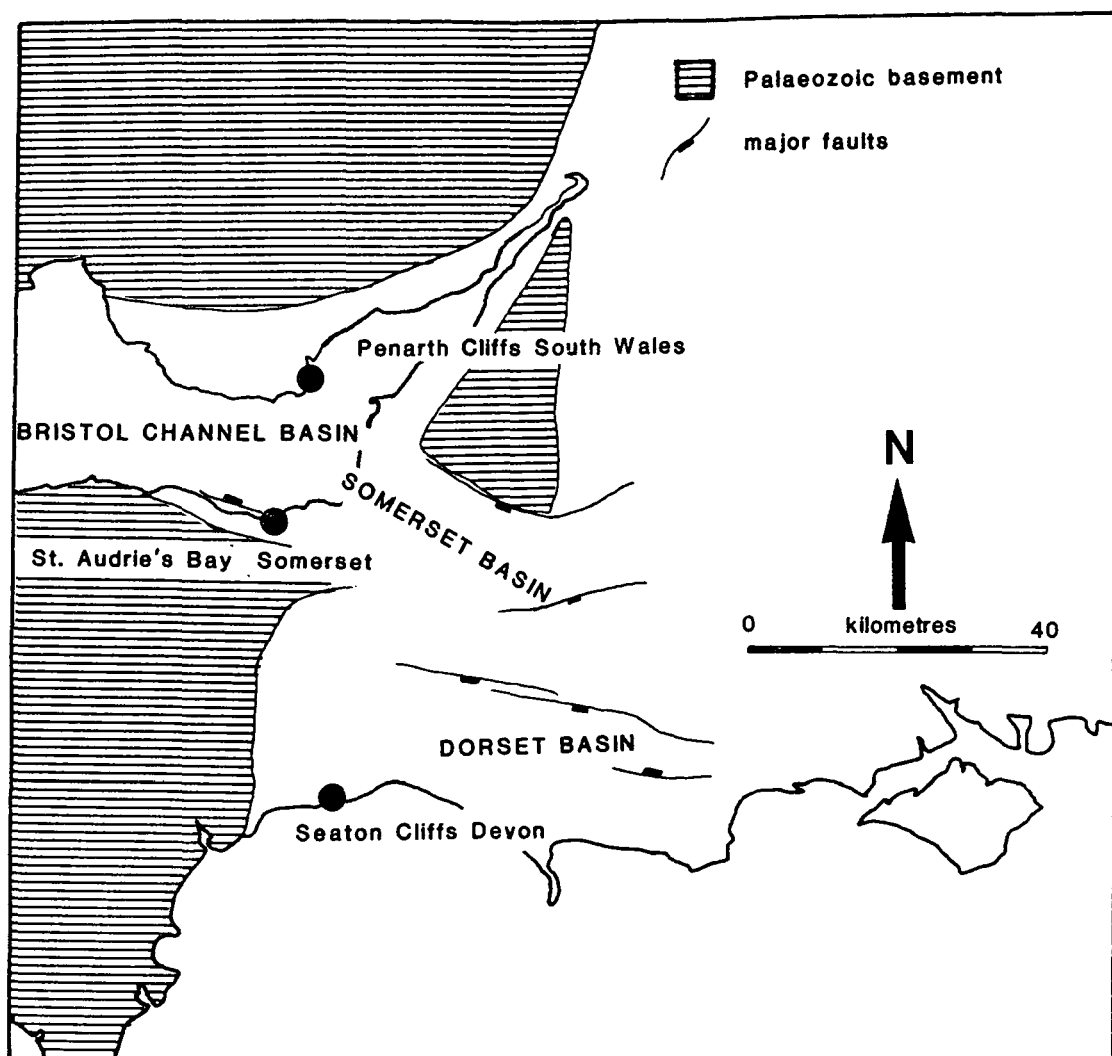 Palaeozoic basement
major faults
Penarth Cliffs South Wales
BRISTOL CHANNEL BASIN
N
SOMERSET BASIN
St. Audrie's Bay Somerset
0 kilometres 40
DORSET BASIN
Seaton Cliffs Devon